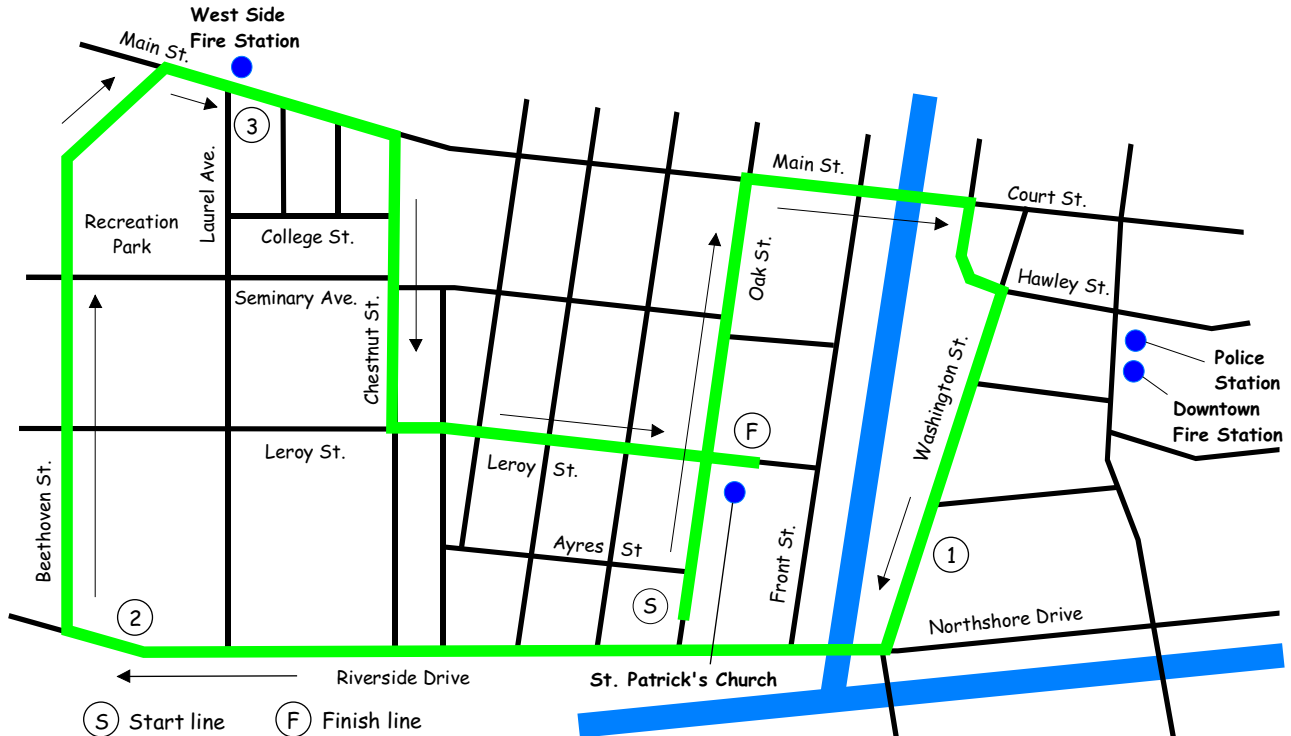 West Side
Fire Station
Main St.
3
Laurel Ave.
Recreation
Park
College St.
Seminary Ave.
Chestnut St.
Main St.
Court St.
Oak St.
Hawley St.
Police
Station
Downtown
Fire Station
Washington St.
F
Leroy St.
Leroy St.
Beethoven St.
Ayres St
Front St.
1
S
2
Northshore Drive
Riverside Drive
St. Patrick's Church
S Start line
F Finish line